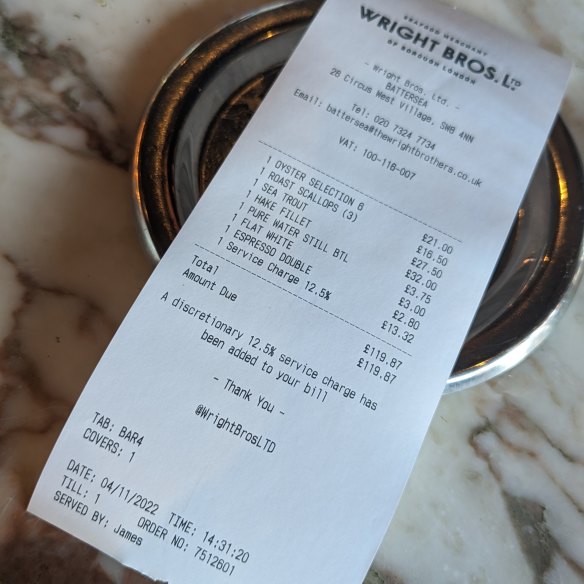 SEAFOOD MERCHANT
WRIGHT BROS. LTD
OF BOROUGH LONDON
- Wright Bros. Ltd. -
BATTERSEA
26 Circus West Village, SW8 4NN
Tel: 020 7324 7734
Email: battersea@thewrightbrothers.co.uk
VAT: 100-116-007
1 OYSTER SELECTION 6 £21.00
1 ROAST SCALLOPS (3) £16.50
1 SEA TROUT £27.50
1 HAKE FILLET £32.00
1 PURE WATER STILL BTL £3.75
1 FLAT WHITE £3.00
1 ESPRESSO DOUBLE £2.80
1 Service Charge 12.5% £13.32
Total £119.87
Amount Due £119.87
A discretionary 12.5% service charge has
been added to your bill
- Thank You -
@WrightBrosLTD
TAB: BAR4
COVERS: 1
DATE: 04/11/2022 TIME: 14:31:20
TILL: 1 ORDER NO: 7512601
SERVED BY: James